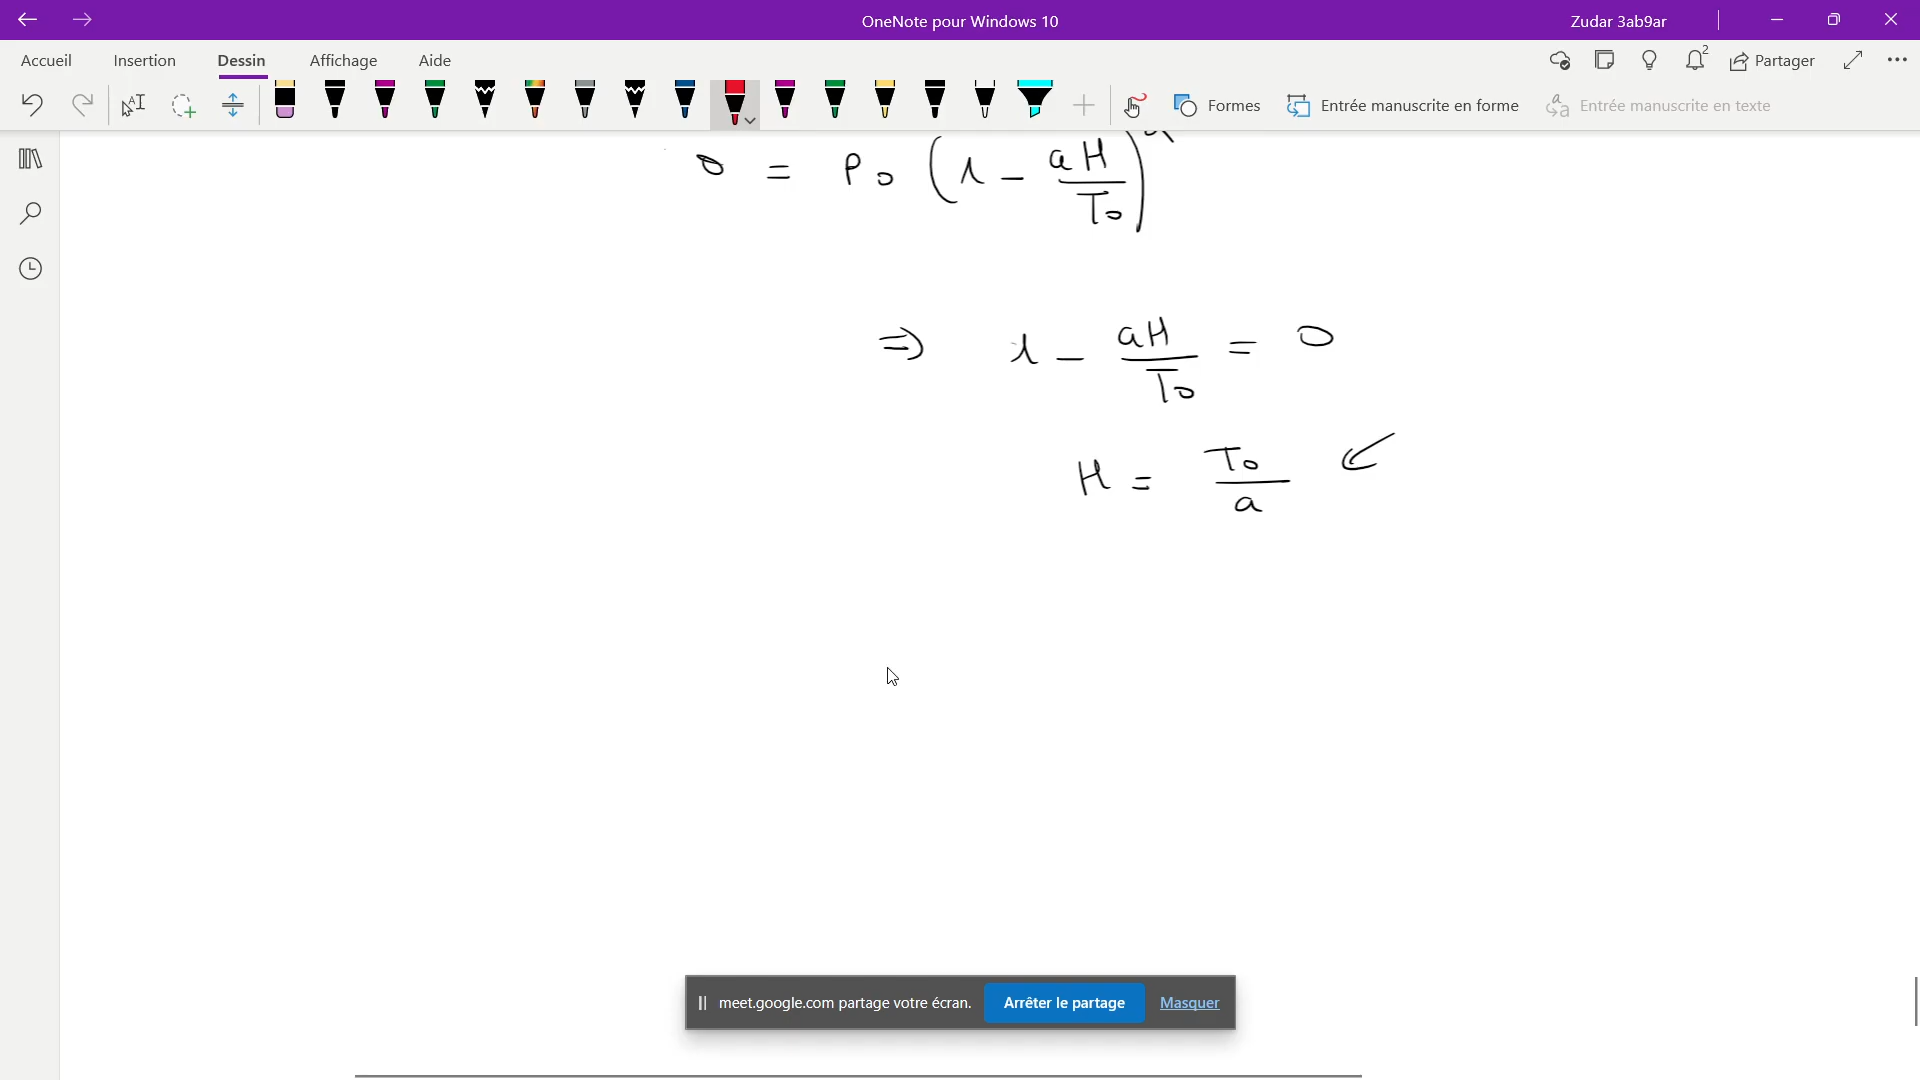 OneNote pour Windows 10
Zudar 3ab9ar
Accueil Insertion Dessin Affichage Aide
2 Partager
Formes Entrée manuscrite en forme Entrée manuscrite en texte
0 = P0 (1 - aH/T0)
=> 1 - aH/T0 = 0
H = T0/a
meet.google.com partage votre écran. Arrêter le partage Masquer